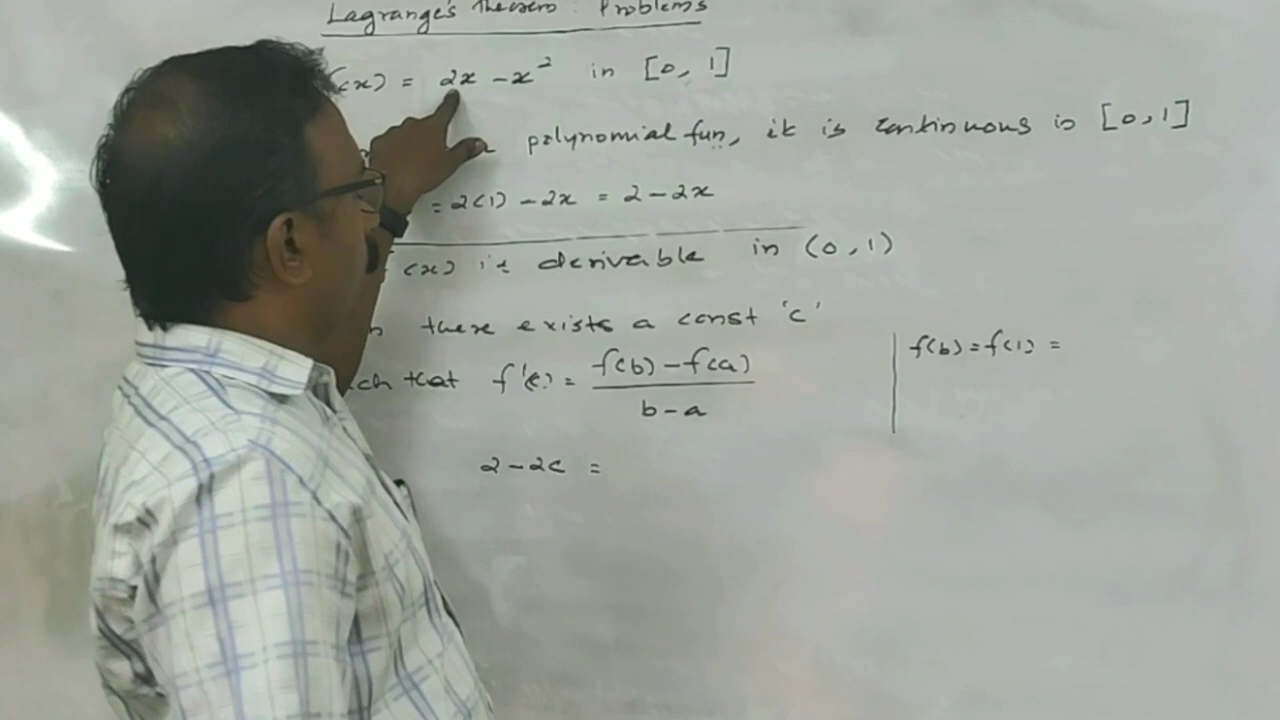 Lagrange's Theorem : Problems
(x) = 2x - x² in [0, 1]
polynomial fun, it is continuous in [0, 1]
= 2(1) - 2x = 2 - 2x
(x) is derivable in (0, 1)
there exists a const 'c'
ch that f'(c) = f(b) - f(a) / b - a
f(b) = f(1) =
2 - 2c =